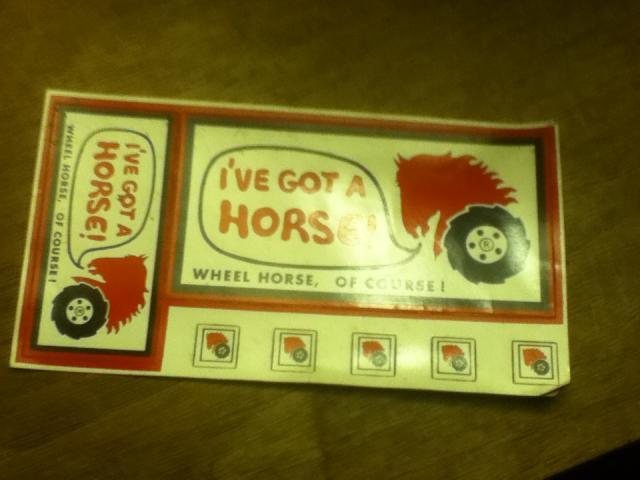 I'VE GOT A
HORSE!
WHEEL HORSE, OF COURSE!
I'VE GOT A
HORSE!
WHEEL HORSE, OF COURSE!
R